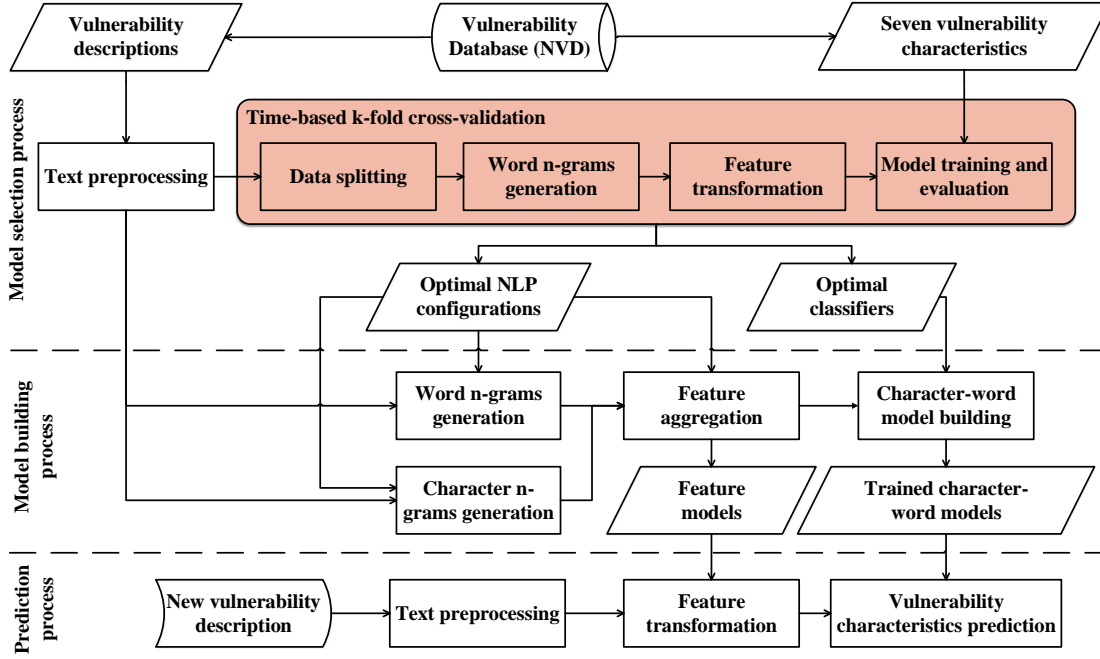 Vulnerability
descriptions
Vulnerability
Database (NVD)
Seven vulnerability
characteristics
Model selection process
Time-based k-fold cross-validation
Text preprocessing
Data splitting
Word n-grams
generation
Feature
transformation
Model training and
evaluation
Optimal NLP
configurations
Optimal
classifiers
Model building
process
Word n-grams
generation
Feature
aggregation
Character-word
model building
Character n-
grams generation
Feature
models
Trained character-
word models
Prediction
process
New vulnerability
description
Text preprocessing
Feature
transformation
Vulnerability
characteristics prediction